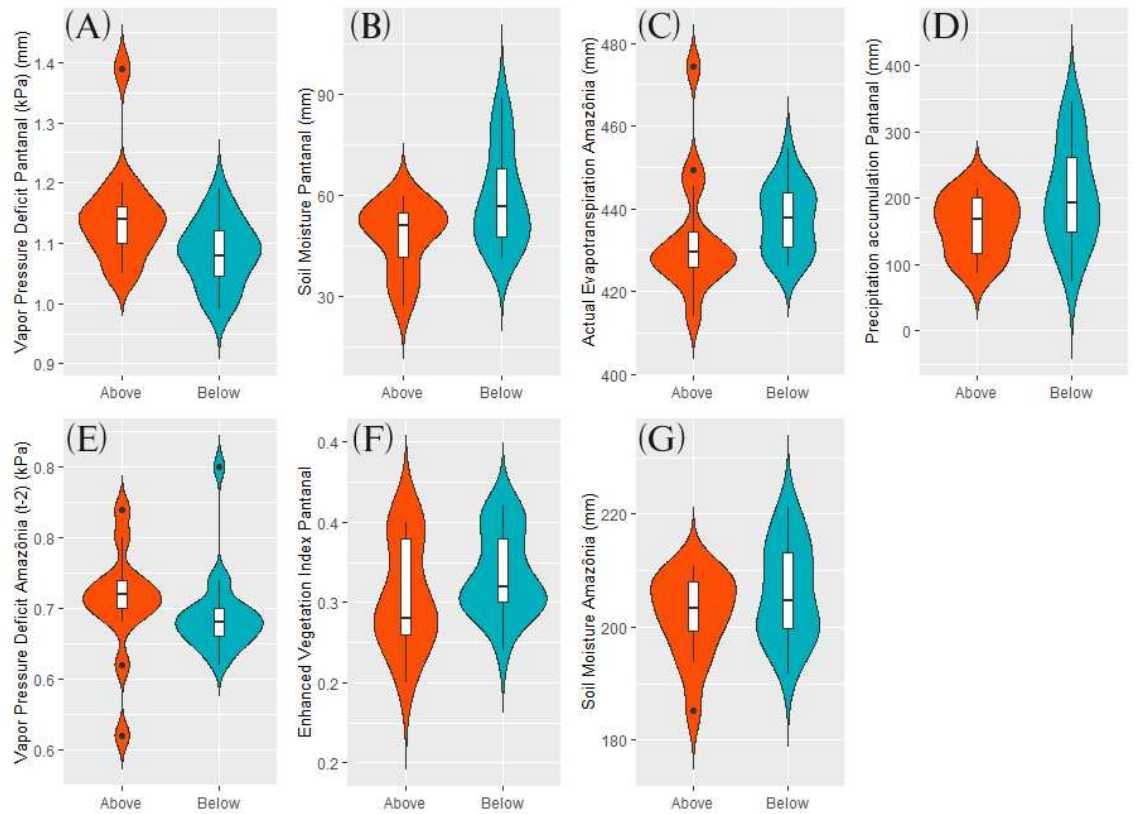 (A)
Vapor Pressure Deficit Pantanal (kPa) (mm)
1.4
1.3
1.2
1.1
1.0
0.9
Above
Below
(B)
Soil Moisture Pantanal (mm)
90
60
30
Above
Below
(C)
Actual Evapotranspiration Amazônia (mm)
480
460
440
420
400
Above
Below
(D)
Precipitation accumulation Pantanal (mm)
400
300
200
100
0
Above
Below
(E)
Vapor Pressure Deficit Amazônia (t-2) (kPa)
0.8
0.8
0.7
0.6
0.6
Above
Below
(F)
Enhanced Vegetation Index Pantanal
0.4
0.4
0.3
0.2
0.2
Above
Below
(G)
Soil Moisture Amazônia (mm)
220
200
180
Above
Below